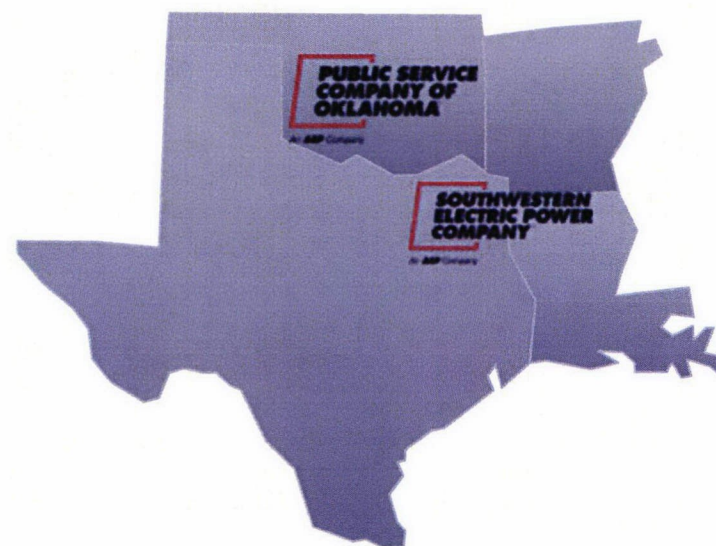 PUBLIC SERVICE
COMPANY OF
OKLAHOMA
An AEP Company
SOUTHWESTERN
ELECTRIC POWER
COMPANY
An AEP Company